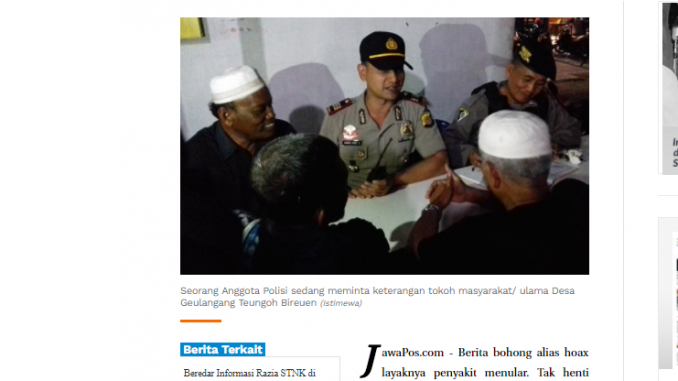 Seorang Anggota Polisi sedang meminta keterangan tokoh masyarakat/ ulama Desa
Geulangang Teungoh Bireuen (Istimewa)
Berita Terkait
Beredar Informasi Razia STNK di
JawaPos.com - Berita bohong alias hoax
layaknya penyakit menular. Tak henti